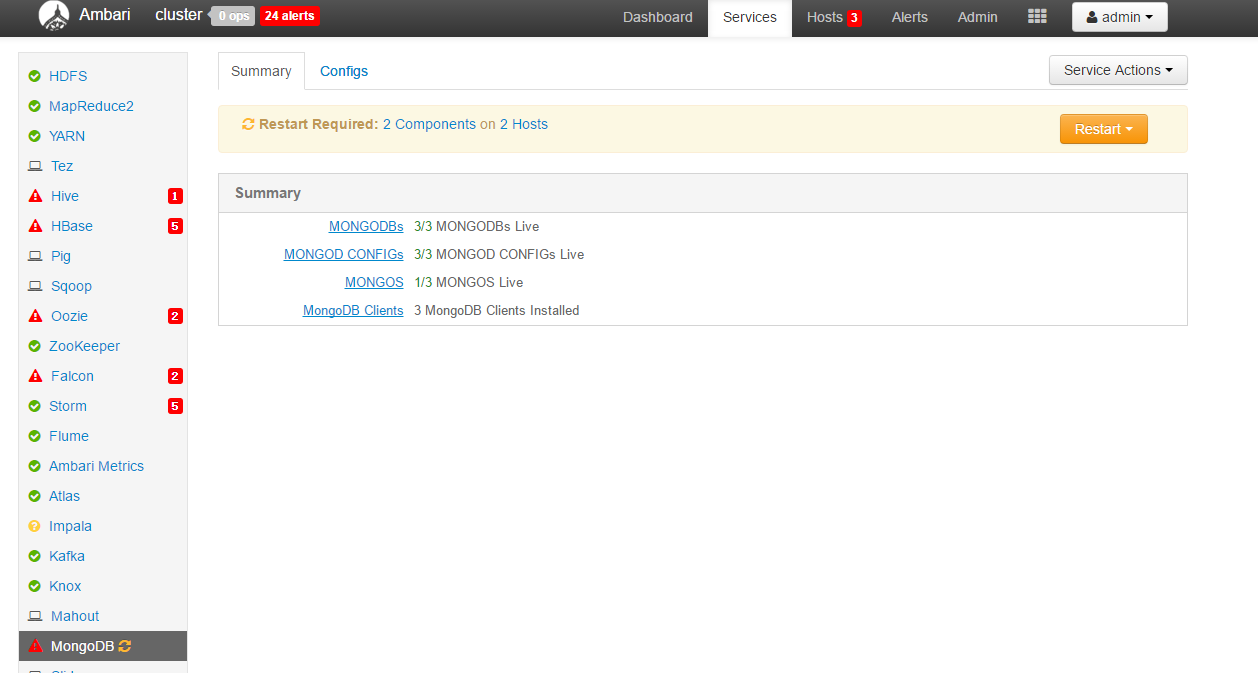 Ambari cluster 0 ops 24 alerts Dashboard Services Hosts 3 Alerts Admin admin
HDFS
MapReduce2
YARN
Tez
Hive 1
HBase 5
Pig
Sqoop
Oozie 2
ZooKeeper
Falcon 2
Storm 5
Flume
Ambari Metrics
Atlas
Impala
Kafka
Knox
Mahout
MongoDB
Summary Configs Service Actions
Restart Required: 2 Components on 2 Hosts Restart
Summary
MONGODBs 3/3 MONGODBs Live
MONGOD CONFIGs 3/3 MONGOD CONFIGs Live
MONGOS 1/3 MONGOS Live
MongoDB Clients 3 MongoDB Clients Installed